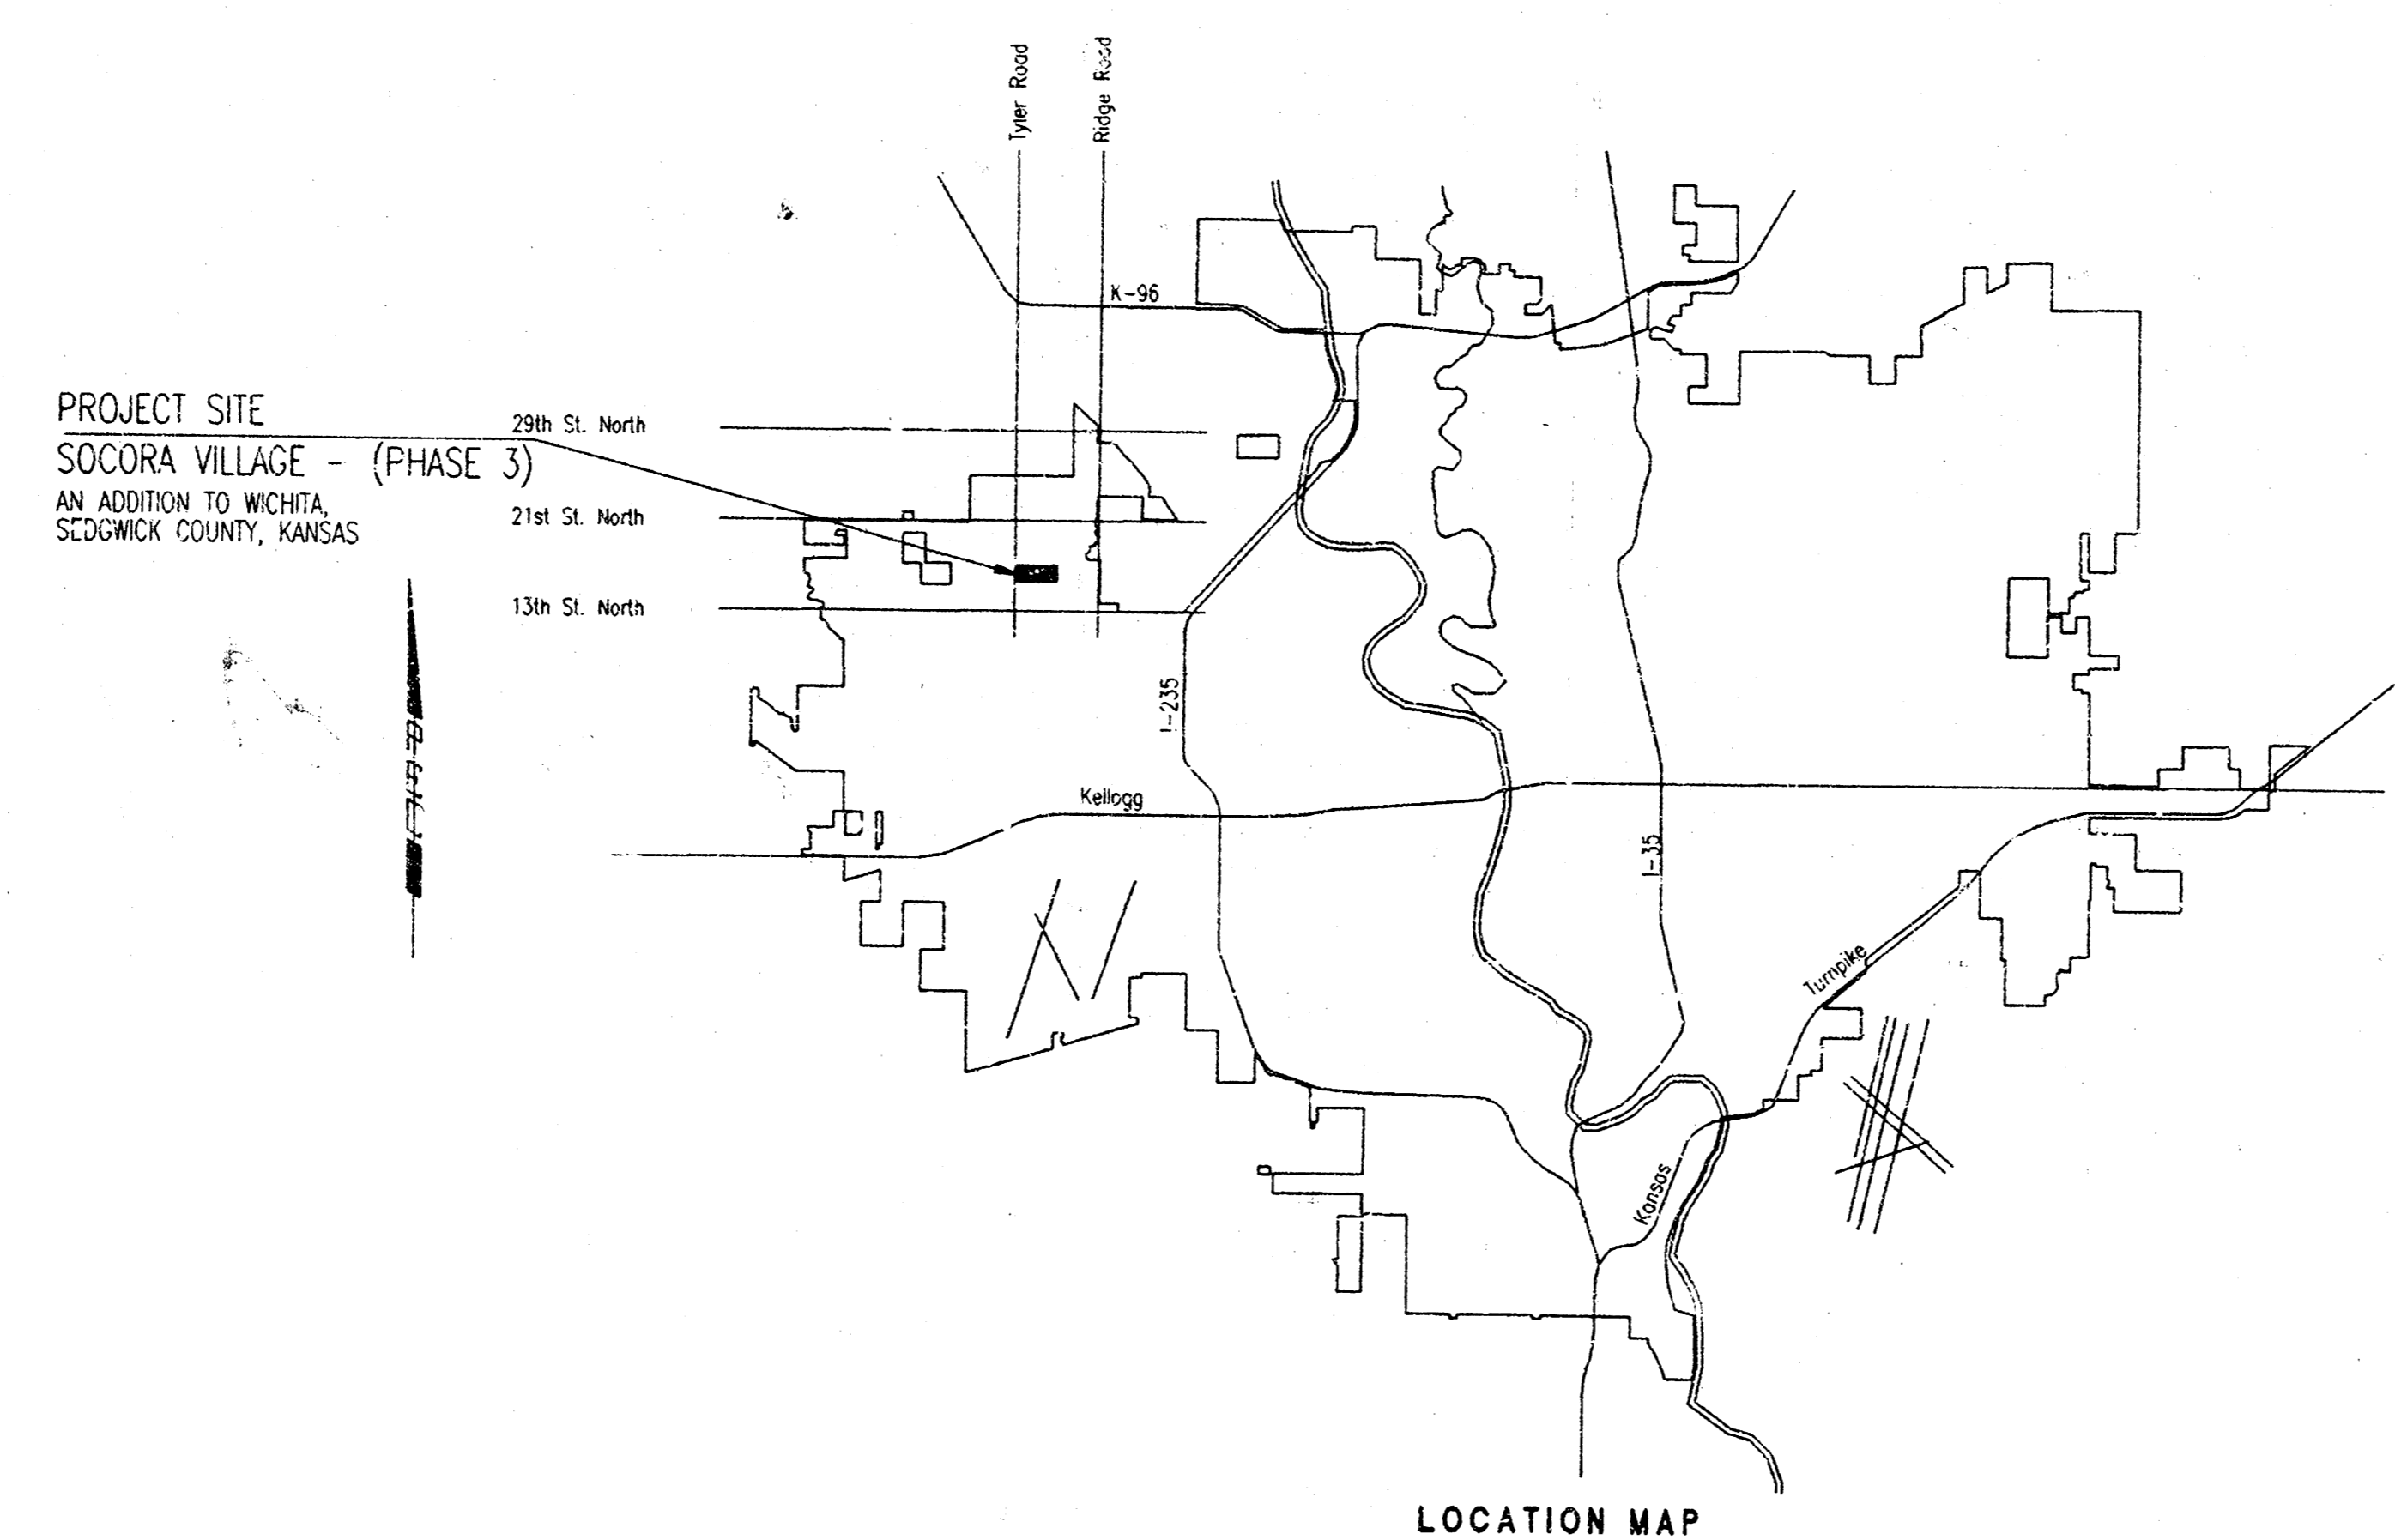 Tyler Road
Ridge Road
K-96
PROJECT SITE
29th St. North
SOCORA VILLAGE - (PHASE 3)
AN ADDITION TO WICHITA,
21st St. North
SEDGWICK COUNTY, KANSAS
13th St. North
I-235
Kellogg
I-35
Turnpike
Kansas
LOCATION MAP